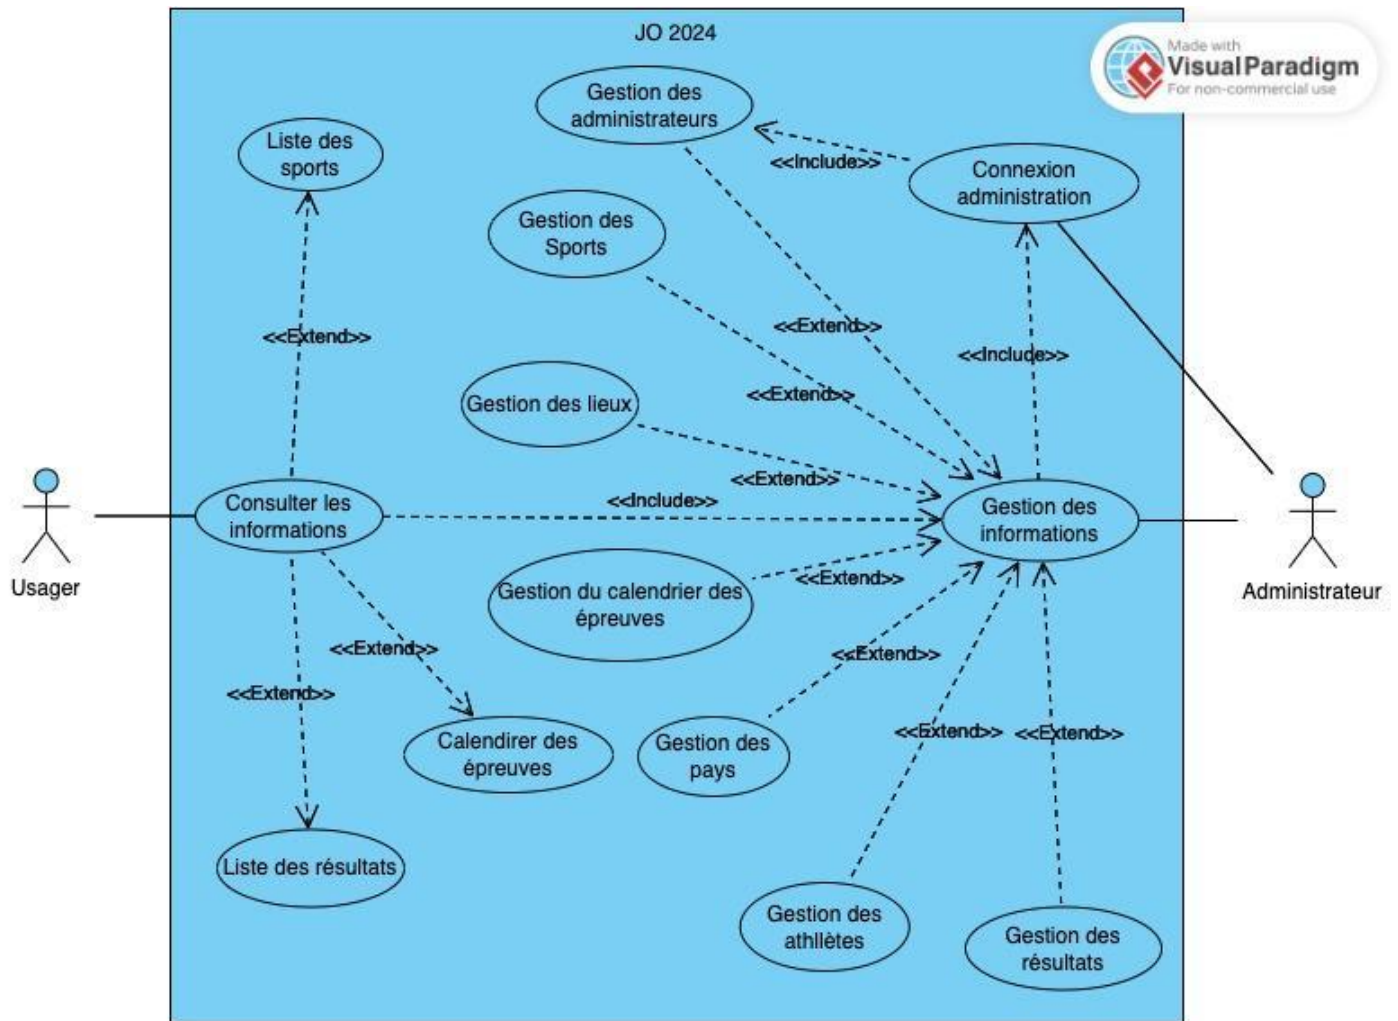 JO 2024
Made with
Visual Paradigm
For non-commercial use
Gestion des
administrateurs
Liste des
sports
<<Include>>
Connexion
administration
Gestion des
Sports
<<Extend>>
<<Extend>>
<<Include>>
<<Extend>>
Gestion des lieux
<<Extend>>
<<Include>>
Consulter les
informations
Gestion des
informations
Usager
Administrateur
Gestion du calendrier des
épreuves
<<Extend>>
<<Extend>>
<<Extend>>
<<Extend>>
Calendirer des
épreuves
Gestion des
pays
<<Extend>>
<<Extend>>
Liste des résultats
Gestion des
athllètes
Gestion des
résultats